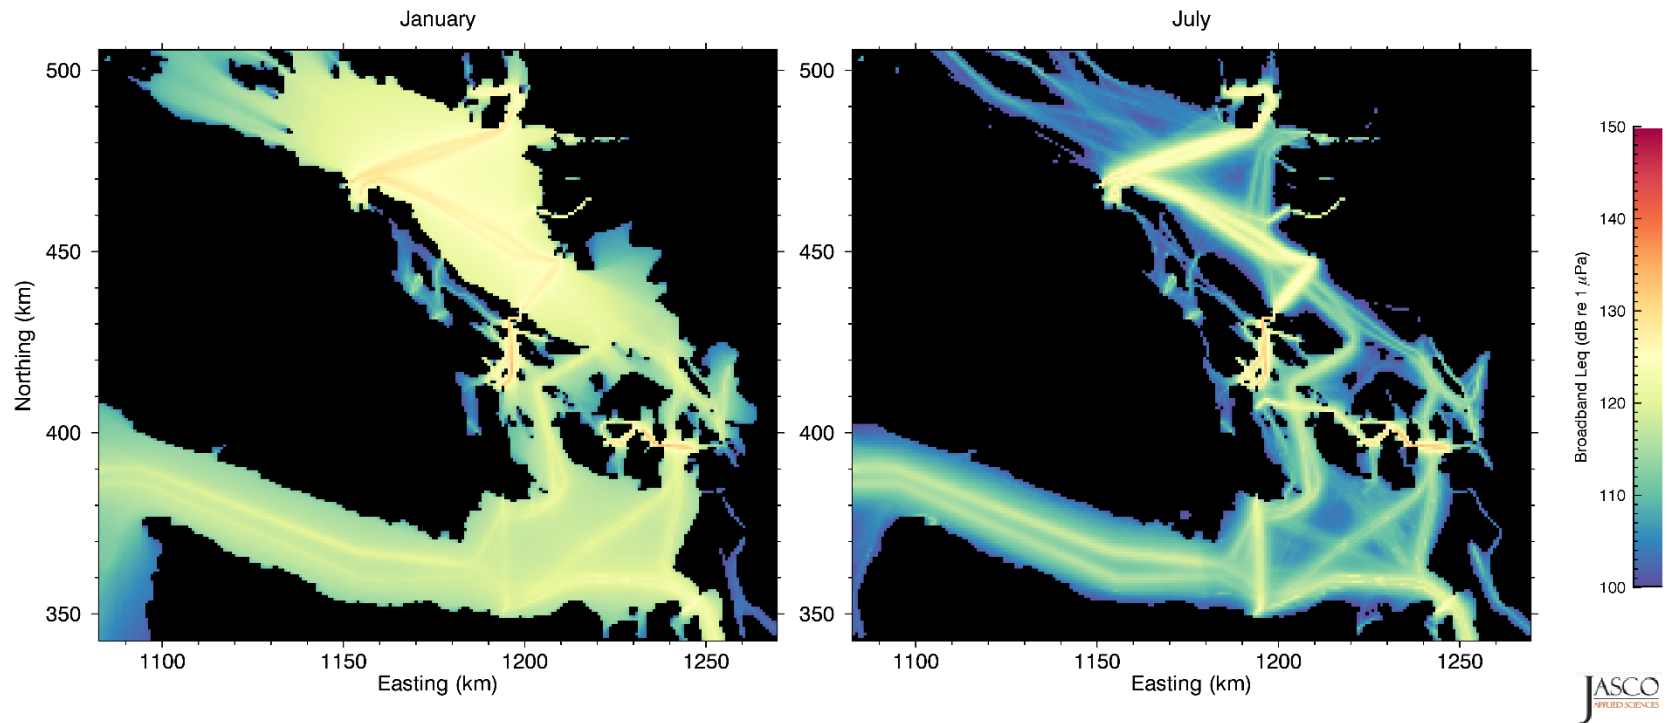 January
July
500
450
400
350
Northing (km)
1100
1150
1200
1250
Easting (km)
500
450
400
350
1100
1150
1200
1250
Easting (km)
150
140
130
120
110
100
Broadband Leq (dB re 1 μPa)
JASCO
APPLIED SCIENCES